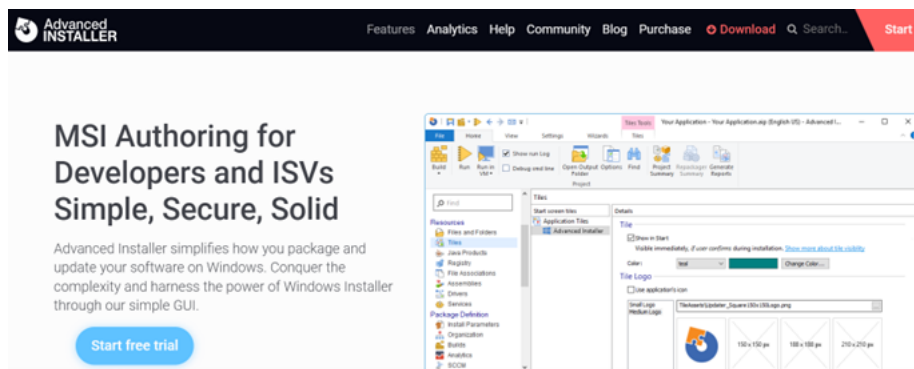 Advanced
INSTALLER
Features Analytics Help Community Blog Purchase Download Search... Start
MSI Authoring for
Developers and ISVs
Simple, Secure, Solid
Advanced Installer simplifies how you package and
update your software on Windows. Conquer the
complexity and harness the power of Windows Installer
through our simple GUI.
Start free trial
Tiles Tools Your Application - Your Application.aip (English US) - Advanced I...
File Home View Settings Wizards Tiles
Show run Log
Debug cmd line
Build Run Run in VM Open Output Folder Options Find Project Summary Repackager Summary Generate Reports
Project
Find
Resources
Files and Folders
Tiles
Java Products
Registry
File Associations
Assemblies
Drivers
Services
Package Definition
Install Parameters
Organization
Builds
Analytics
SCCM
Tiles
Start screen tiles
Application Tiles
Advanced Installer
Details
Tile
Show in Start
Visible immediately, if user confirms during installation. Show more about tile visibility
Color: teal Change Color...
Tile Logo
Use application's icon
Small Logo
Medium Logo
TileAssets\Updater_Square150x150Logo.png
150 x 150 px 188 x 188 px 210 x 210 px